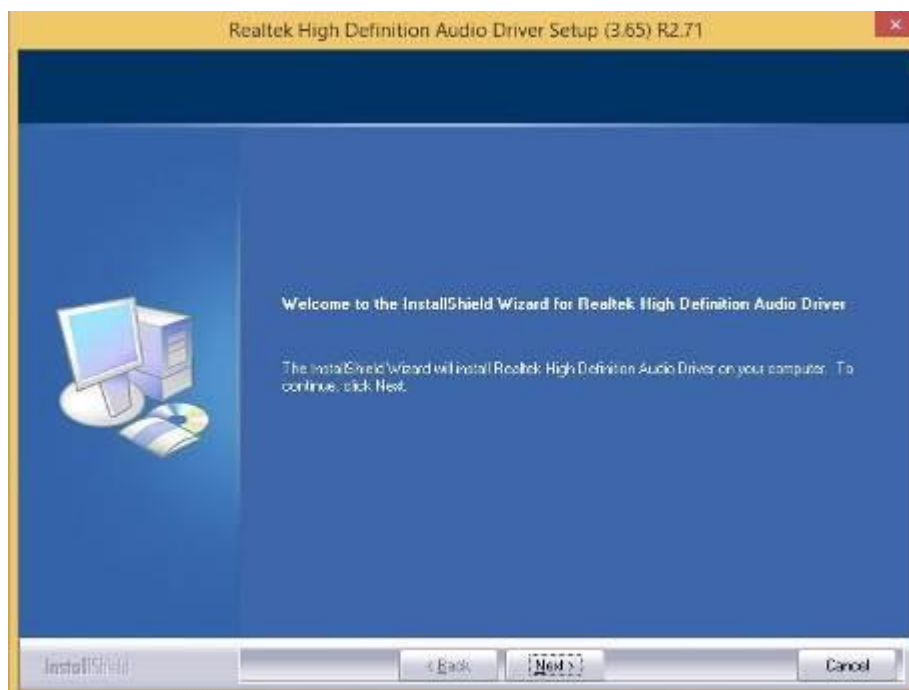 Realtek High Definition Audio Driver Setup (3.65) R2.71
Welcome to the InstallShield Wizard for Realtek High Definition Audio Driver
The InstallShield Wizard will install Realtek High Definition Audio Driver on your computer. To
continue, click Next.
InstallShield
< Back
Next >
Cancel